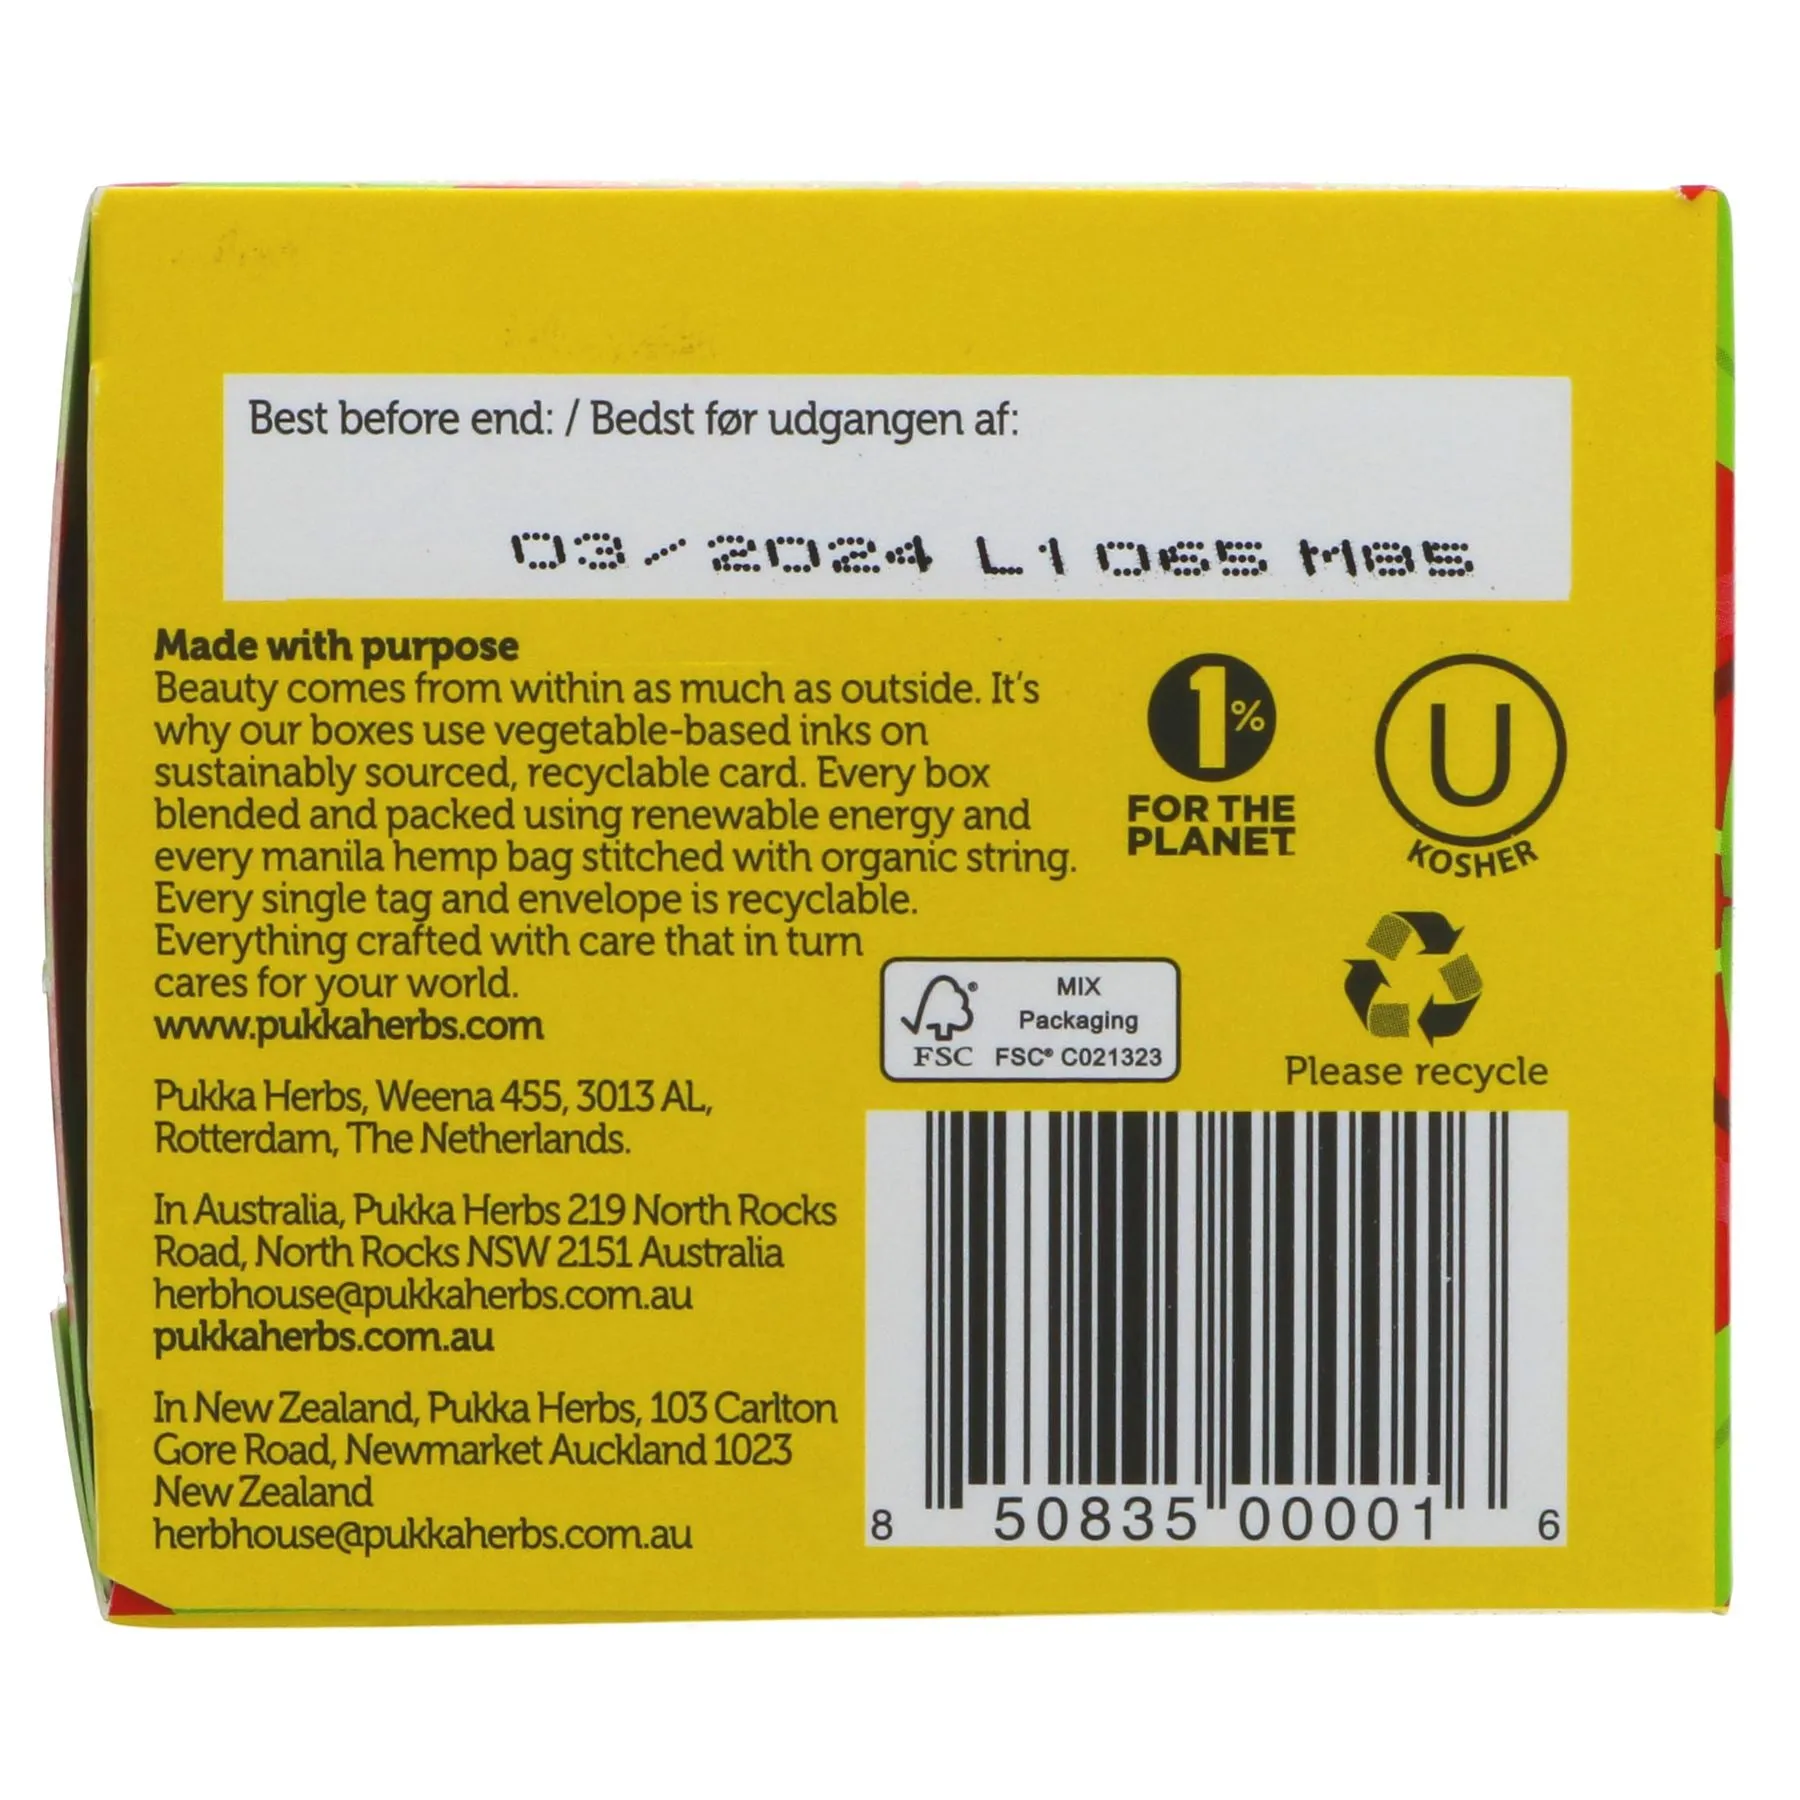 Best before end: / Bedst før udgangen af:
03/2024 L1065 M85
Made with purpose
Beauty comes from within as much as outside. It's
why our boxes use vegetable-based inks on
sustainably sourced, recyclable card. Every box
blended and packed using renewable energy and
every manila hemp bag stitched with organic string.
Every single tag and envelope is recyclable.
Everything crafted with care that in turn
cares for your world.
www.pukkaherbs.com
1%
FOR THE
PLANET
U
KOSHER
MIX
Packaging
FSC FSC® C021323
Please recycle
Pukka Herbs, Weena 455, 3013 AL,
Rotterdam, The Netherlands.
In Australia, Pukka Herbs 219 North Rocks
Road, North Rocks NSW 2151 Australia
herbhouse@pukkaherbs.com.au
pukkaherbs.com.au
In New Zealand, Pukka Herbs, 103 Carlton
Gore Road, Newmarket Auckland 1023
New Zealand
herbhouse@pukkaherbs.com.au
8 50835 00001 6